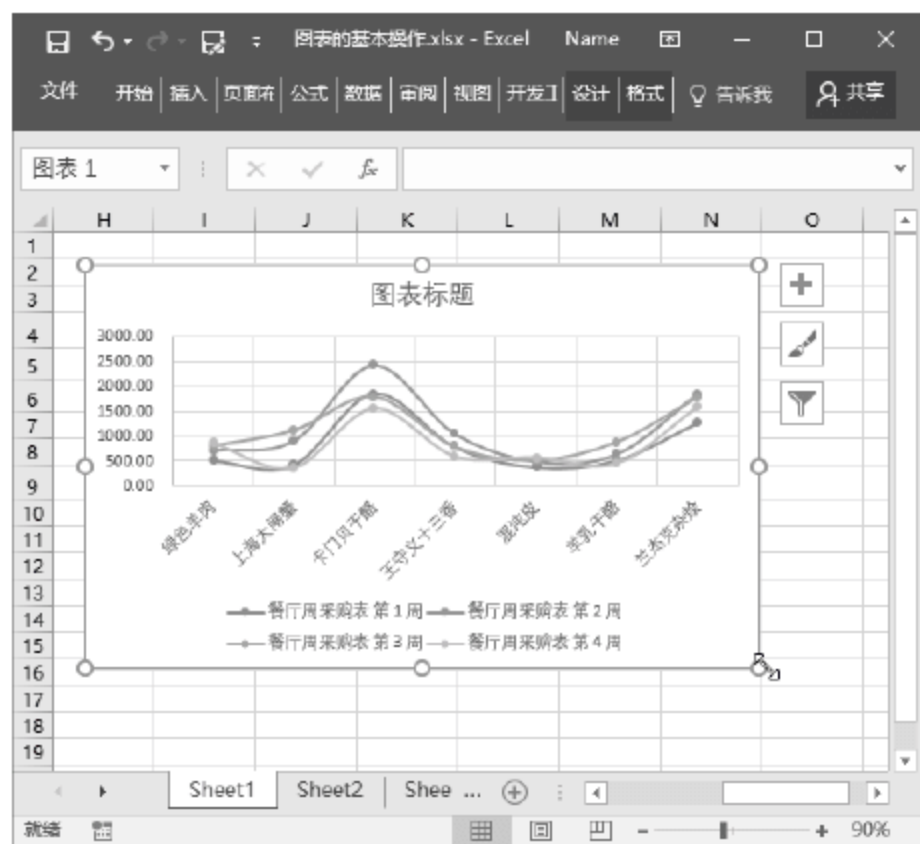 图表的基本操作.xlsx - Excel Name
文件 开始 插入 页面布 公式 数据 审阅 视图 开发工 设计 格式 告诉我 共享
图表 1 fx
H I J K L M N O
1
2
3
4
5
6
7
8
9
10
11
12
13
14
15
16
17
18
19
图表标题
3000.00
2500.00
2000.00
1500.00
1000.00
500.00
0.00
绿色羊肉 上海大闸蟹 卡门贝干酪 王守义十三香 混沌皮 羊乳干酪 兰杰克杂烩
餐厅周采购表 第 1 周 餐厅周采购表 第 2 周
餐厅周采购表 第 3 周 餐厅周采购表 第 4 周
Sheet1 Sheet2 Shee ...
就绪 90%